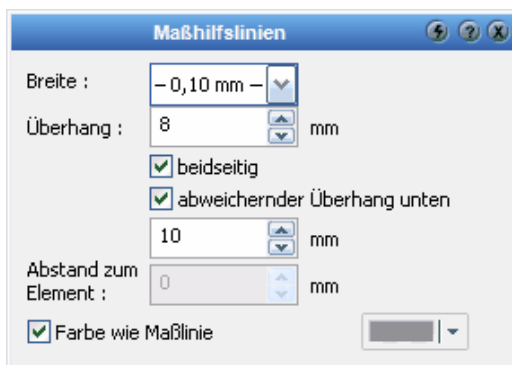 Maßhilfslinien
Breite : – 0,10 mm –
Überhang : 8 mm
beidseitig
abweichernder Überhang unten
10 mm
Abstand zum
Element : 0 mm
Farbe wie Maßlinie